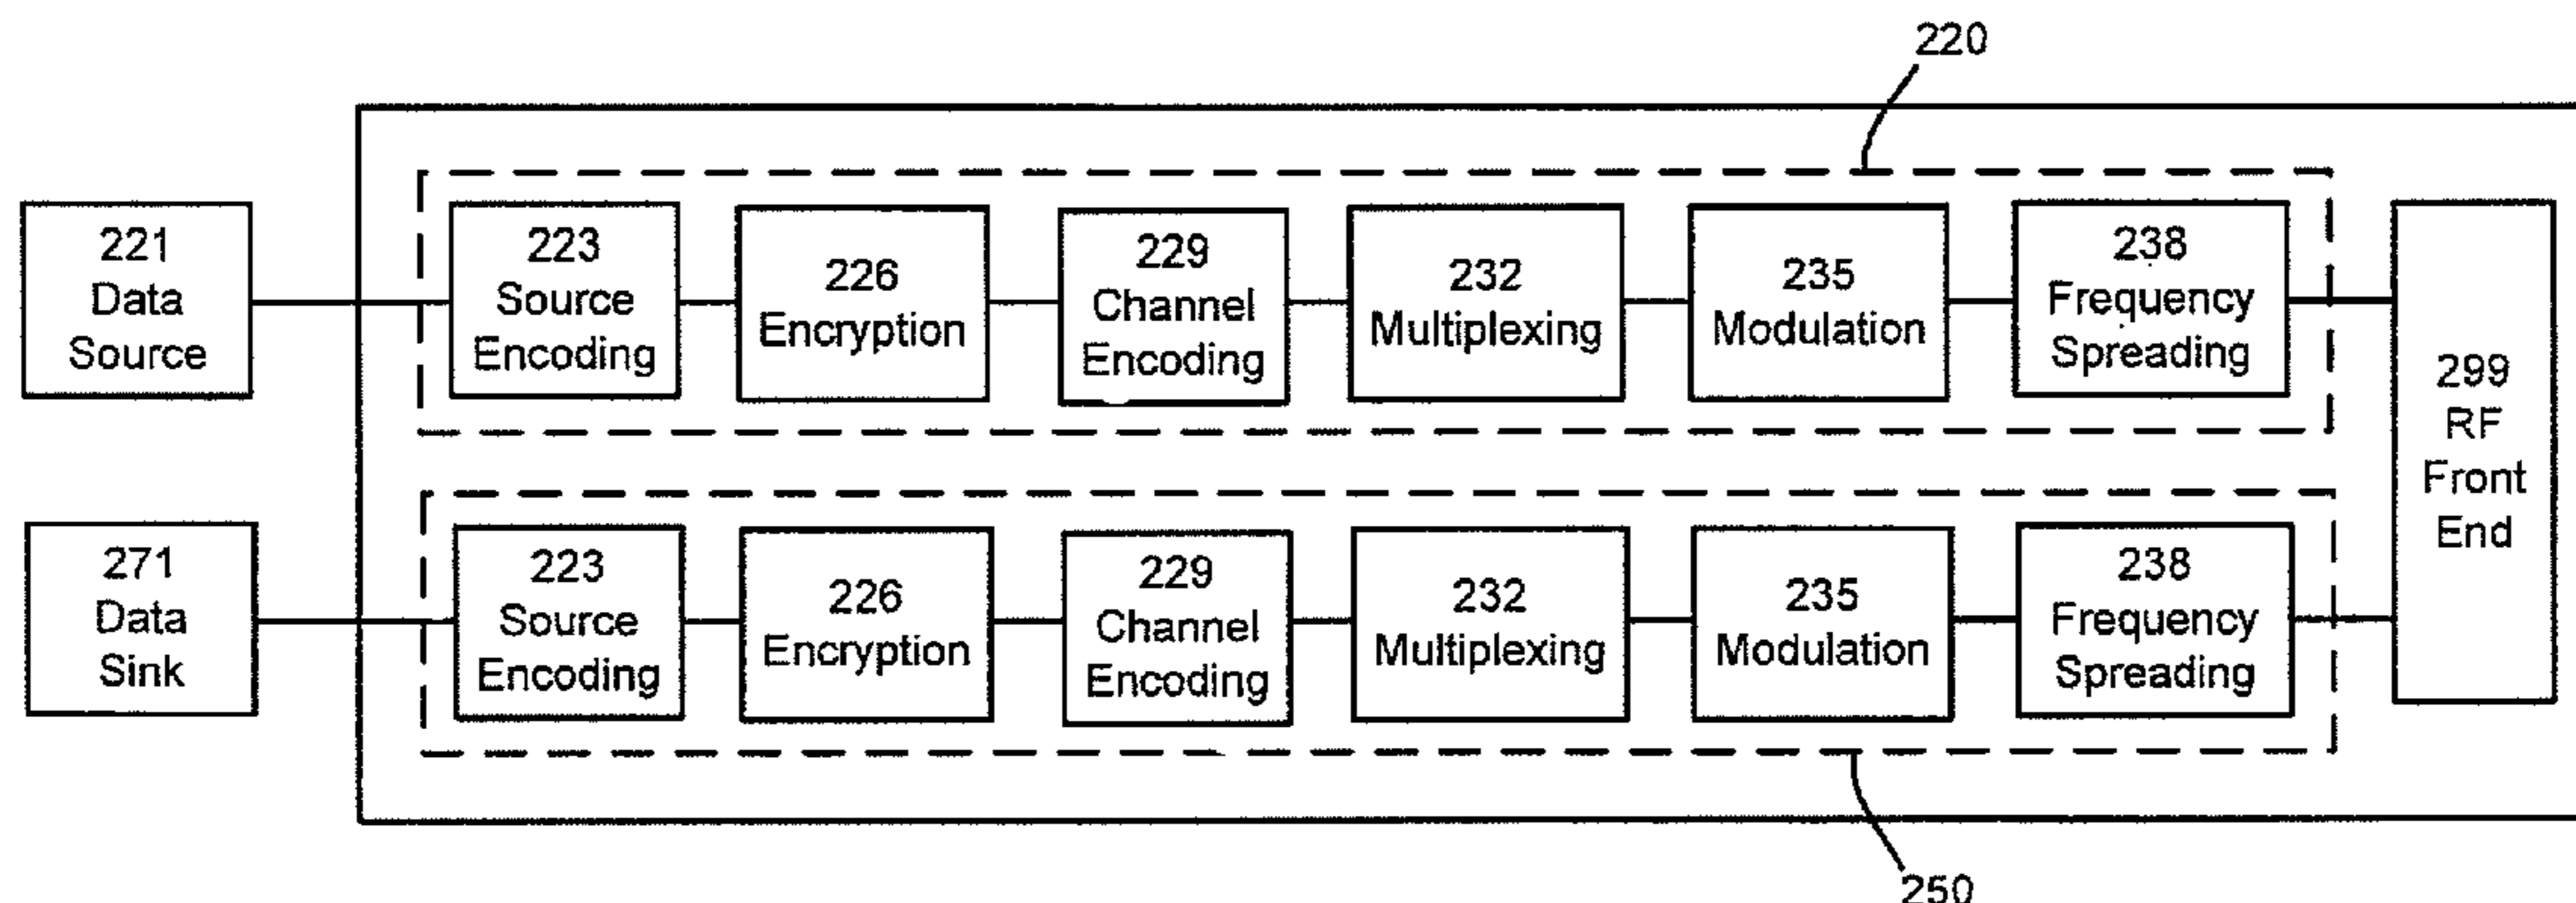 220
221
Data
Source
223
Source
Encoding
226
Encryption
229
Channel
Encoding
232
Multiplexing
235
Modulation
238
Frequency
Spreading
299
RF
Front
End
271
Data
Sink
223
Source
Encoding
226
Encryption
229
Channel
Encoding
232
Multiplexing
235
Modulation
238
Frequency
Spreading
250